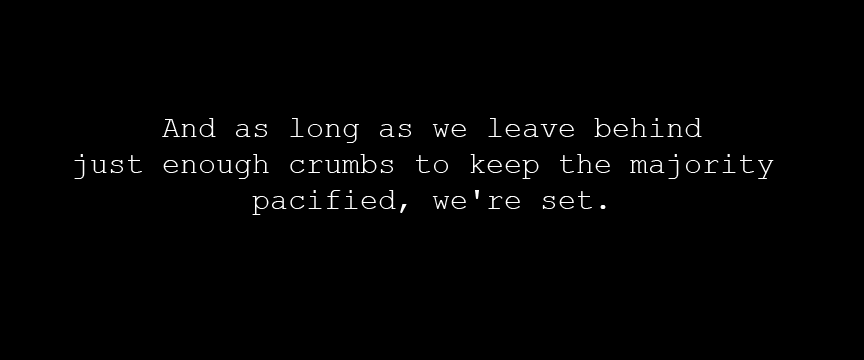 And as long as we leave behind
just enough crumbs to keep the majority
pacified, we're set.